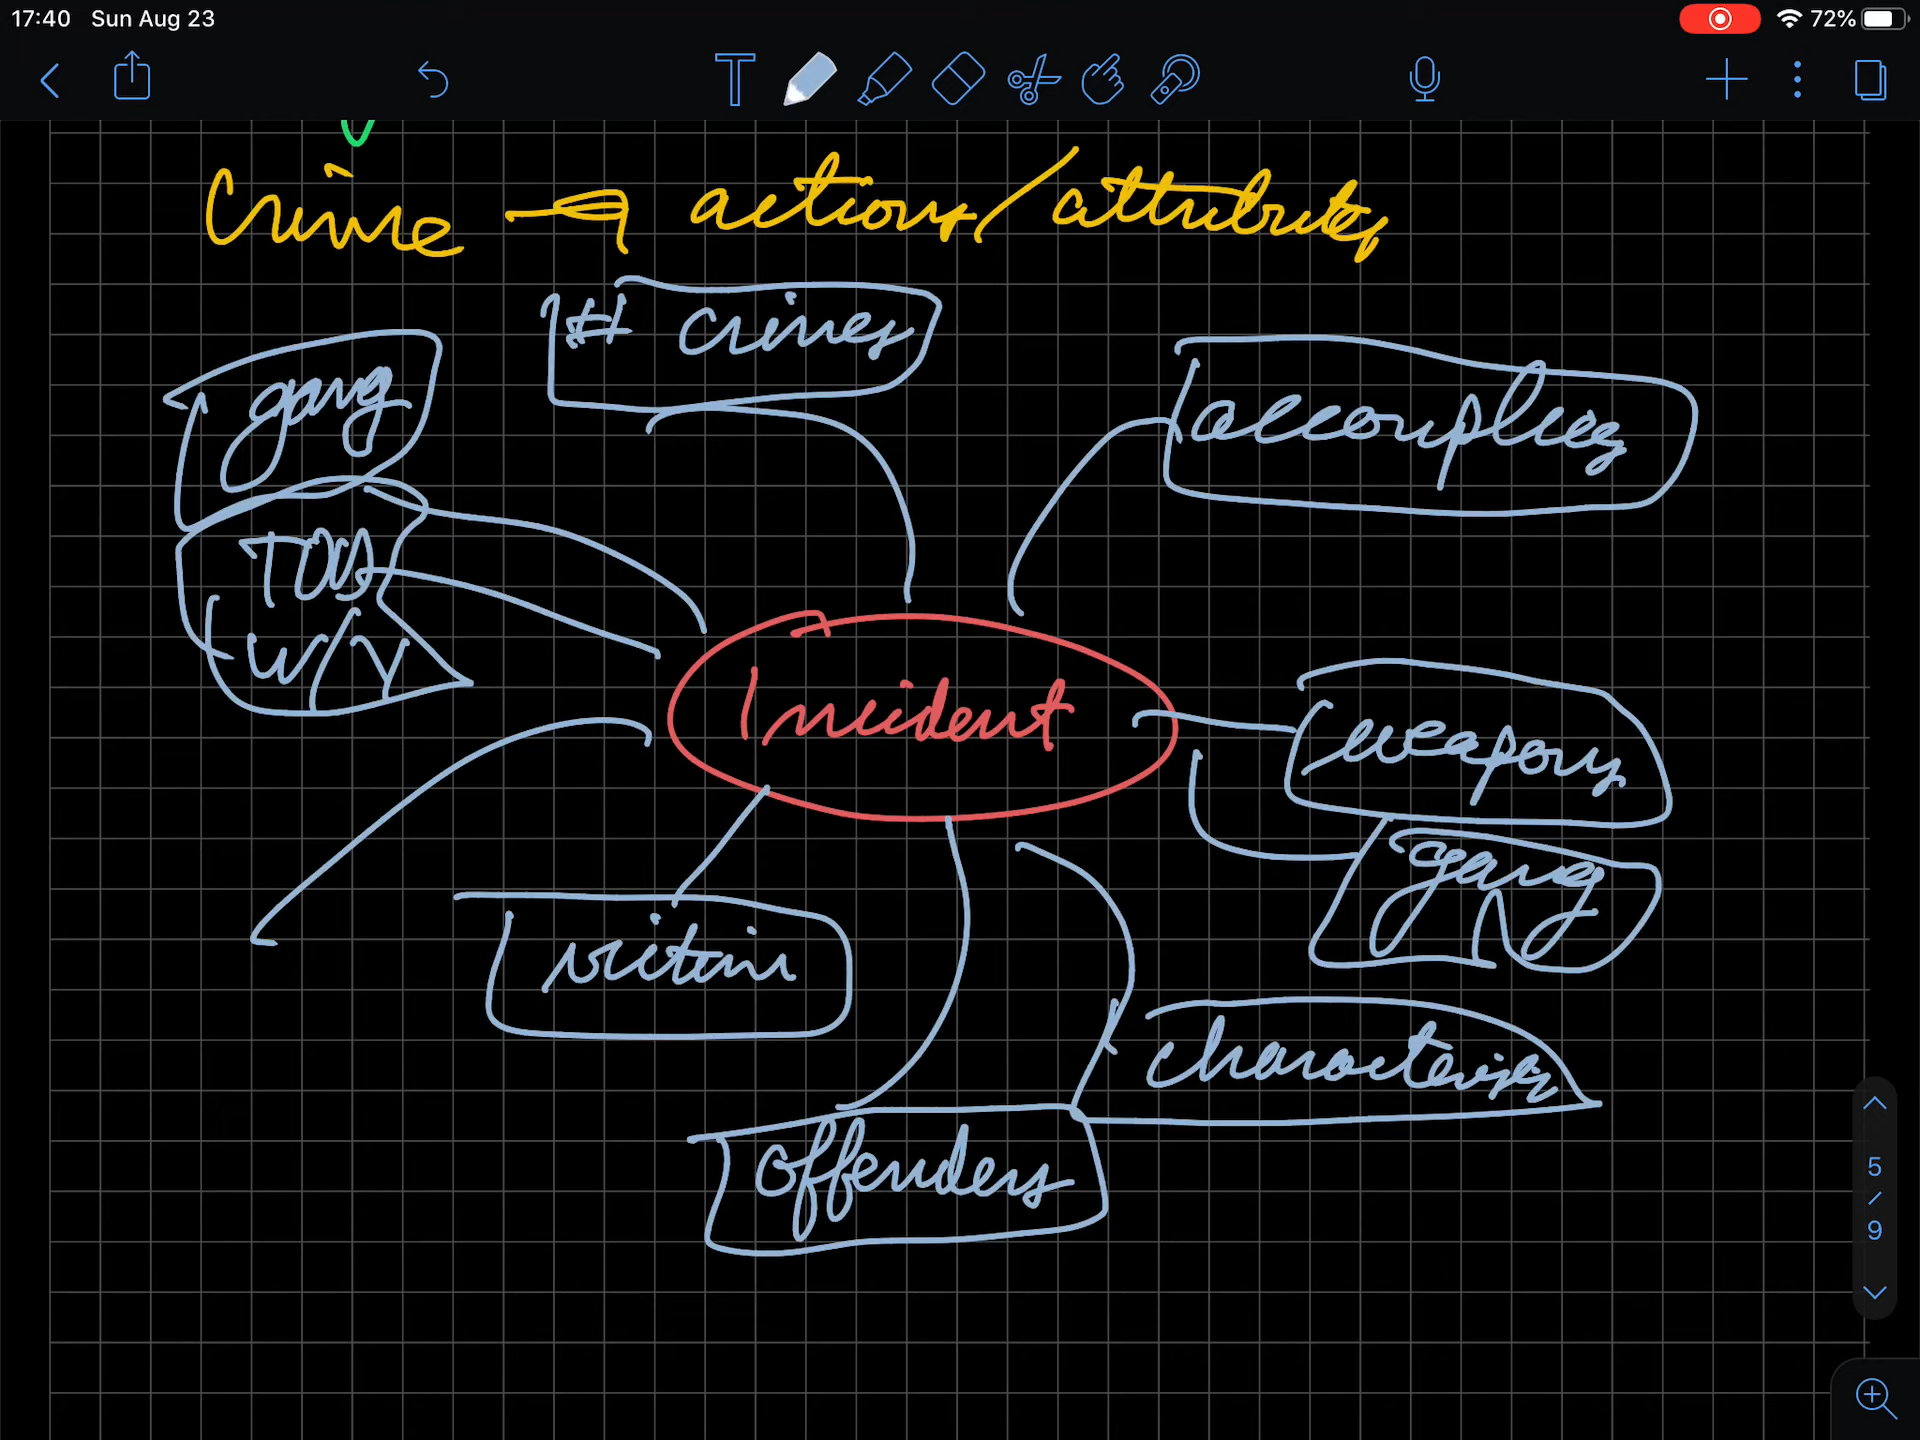 17:40 Sun Aug 23
72%
Crime → actions/attributes
# crimes
gang
accomplices
TOD
W/Y
Incident
weapons
gang
victim
characteristics
offenders
5
/
9